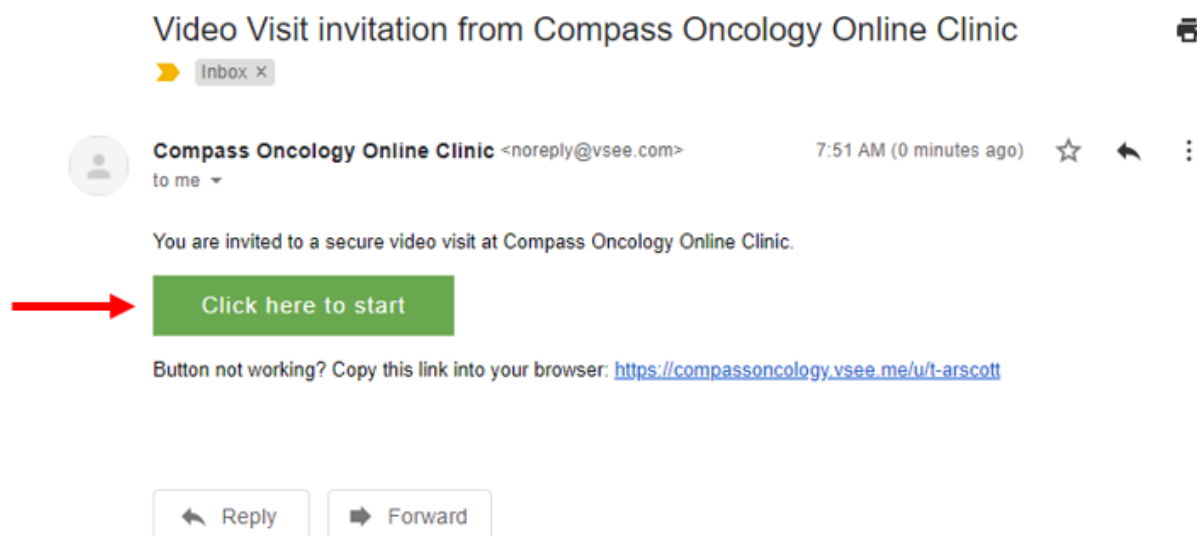 Video Visit invitation from Compass Oncology Online Clinic
Inbox ×
Compass Oncology Online Clinic <noreply@vsee.com> 7:51 AM (0 minutes ago)
to me
You are invited to a secure video visit at Compass Oncology Online Clinic.
Click here to start
Button not working? Copy this link into your browser: https://compassoncology.vsee.me/u/t-arscott
Reply Forward